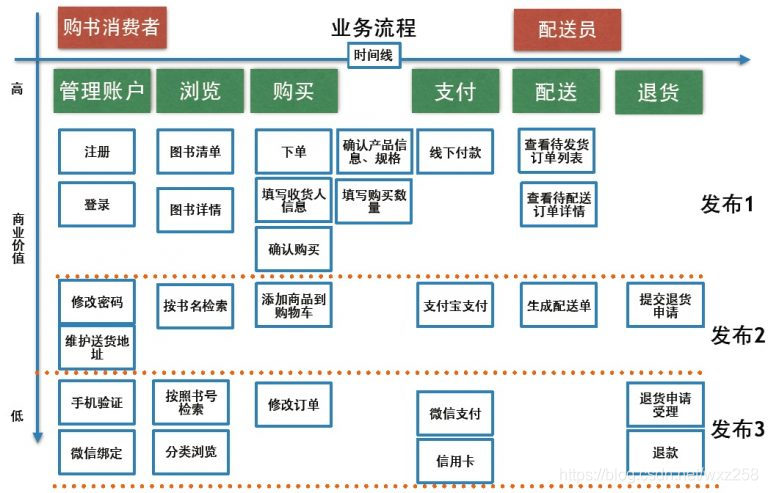 购书消费者
业务流程
配送员
时间线
高
管理账户
浏览
购买
支付
配送
退货
注册
图书清单
下单
确认产品信
息、规格
线下付款
查看待发货
订单列表
登录
图书详情
填写收货人
信息
填写购买数
量
查看待配送
订单详情
发布1
商业价值
确认购买
修改密码
按书名检索
添加商品到
购物车
支付宝支付
生成配送单
提交退货
申请
发布2
维护送货地
址
低
手机验证
按照书号
检索
修改订单
微信支付
退货申请
受理
发布3
微信绑定
分类浏览
信用卡
退款
https://blog.csdn.net/wxz258